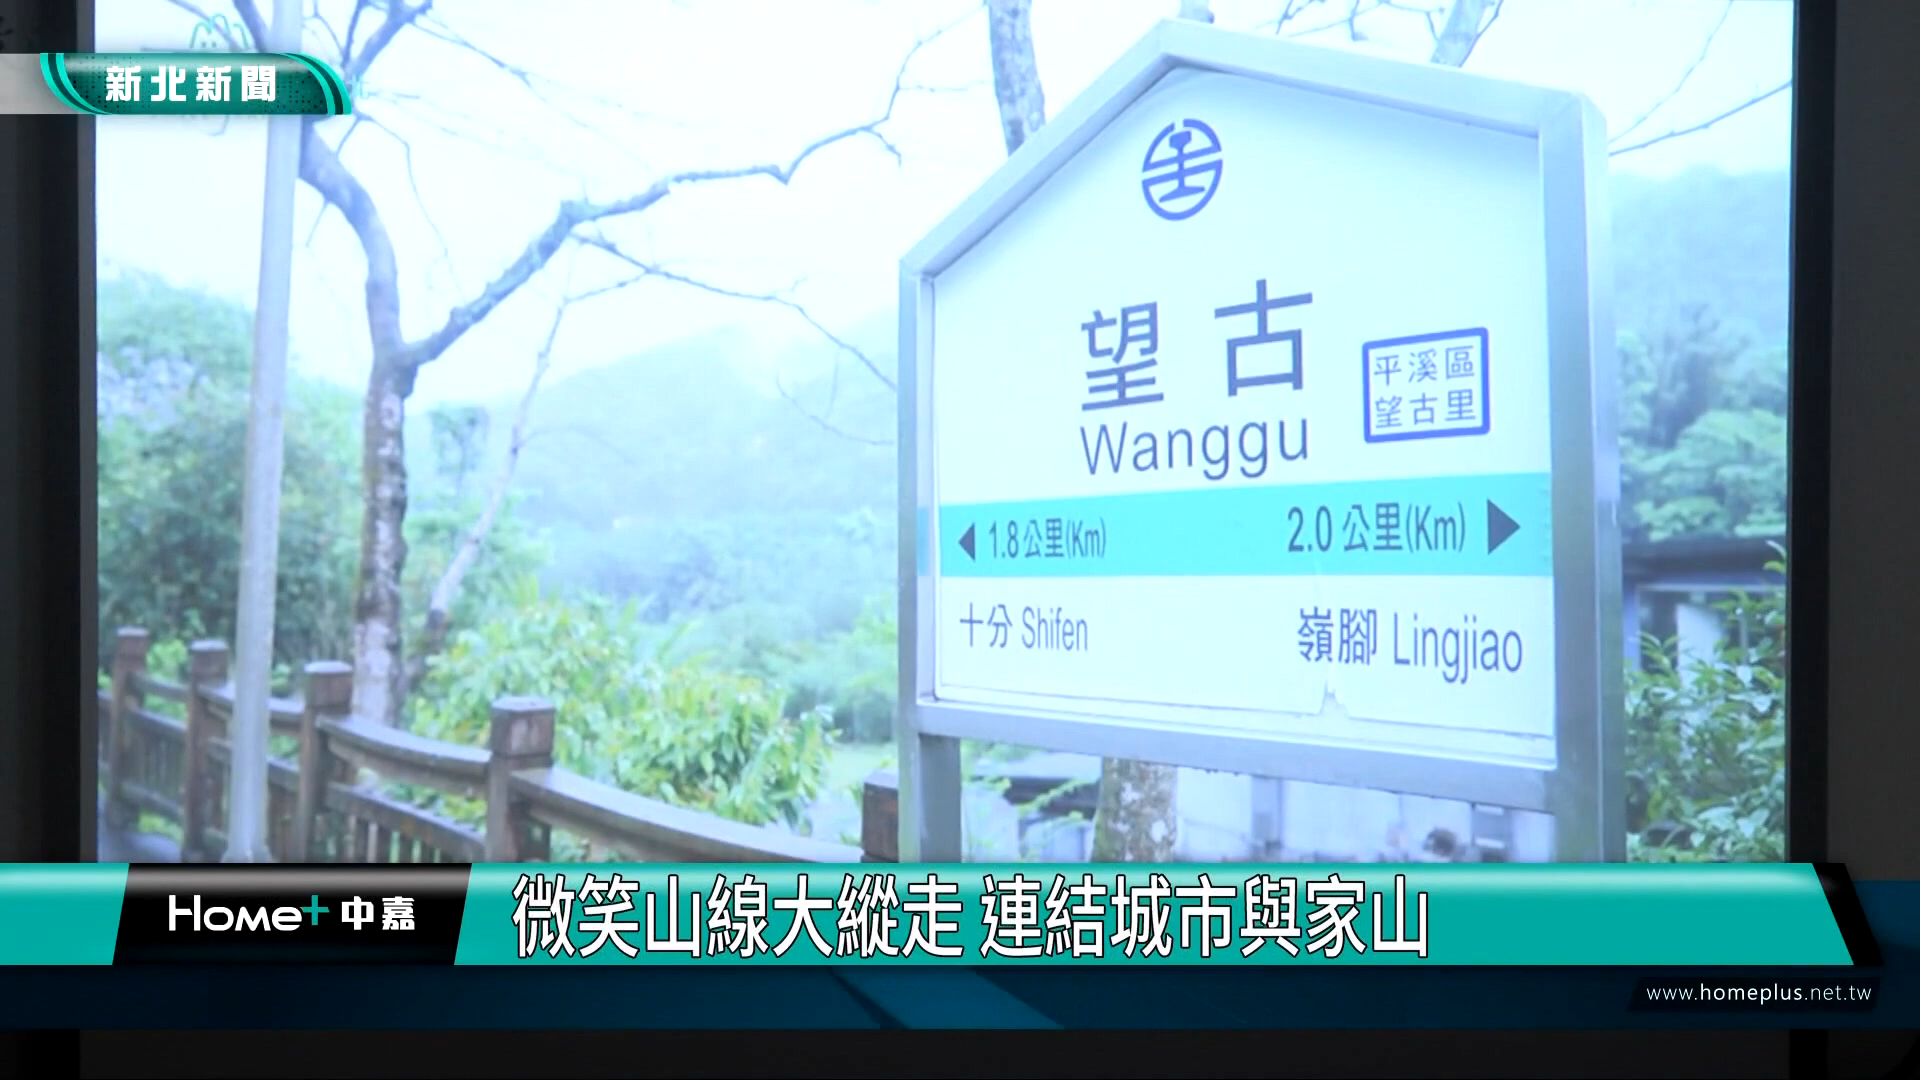 新北新聞
望古
Wanggu
平溪區
望古里
1.8公里(Km)
2.0公里(Km)
十分 Shifen
嶺腳 Lingjiao
Home+中嘉
微笑山線大縱走 連結城市與家山
www.homeplus.net.tw